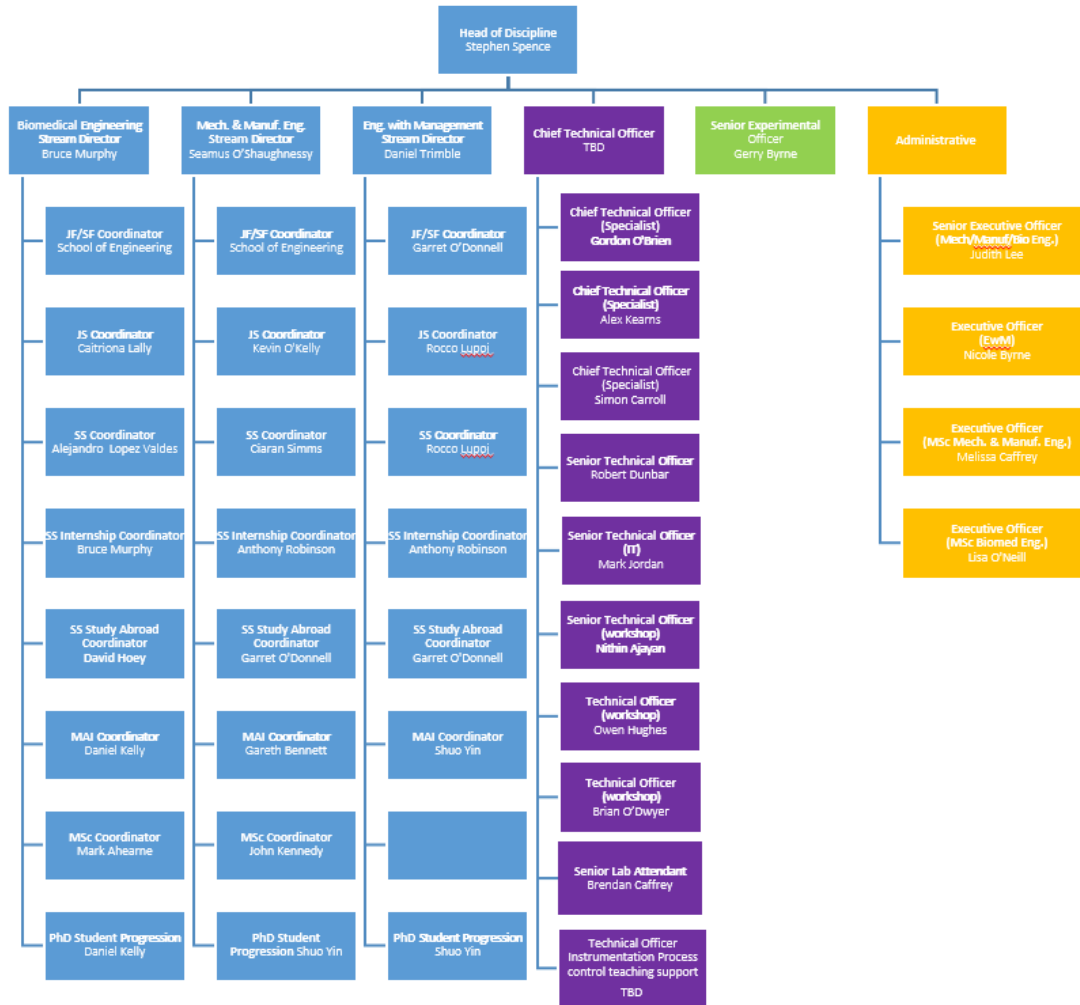 Head of Discipline
Stephen Spence
Biomedical Engineering
Stream Director
Bruce Murphy
Mech. & Manuf. Eng.
Stream Director
Seamus O'Shaughnessy
Eng. with Management
Stream Director
Daniel Trimble
Chief Technical Officer
TBD
Senior Experimental
Officer
Gerry Byrne
Administrative
JF/SF Coordinator
School of Engineering
JS Coordinator
Caitriona Lally
SS Coordinator
Alejandro Lopez Valdes
SS Internship Coordinator
Bruce Murphy
SS Study Abroad
Coordinator
David Hoey
MAI Coordinator
Daniel Kelly
MSc Coordinator
Mark Ahearne
PhD Student Progression
Daniel Kelly
JF/SF Coordinator
School of Engineering
JS Coordinator
Kevin O'Kelly
SS Coordinator
Ciaran Simms
SS Internship Coordinator
Anthony Robinson
SS Study Abroad
Coordinator
Garret O'Donnell
MAI Coordinator
Gareth Bennett
MSc Coordinator
John Kennedy
PhD Student
Progression Shuo Yin
JF/SF Coordinator
Garret O'Donnell
JS Coordinator
Rocco Lupoi
SS Coordinator
Rocco Lupoi
SS Internship Coordinator
Anthony Robinson
SS Study Abroad
Coordinator
Garret O'Donnell
MAI Coordinator
Shuo Yin
PhD Student Progression
Shuo Yin
Chief Technical Officer
(Specialist)
Gordon O'Brien
Chief Technical Officer
(Specialist)
Alex Kearns
Chief Technical Officer
(Specialist)
Simon Carroll
Senior Technical Officer
Robert Dunbar
Senior Technical Officer
(IT)
Mark Jordan
Senior Technical Officer
(workshop)
Nithin Ajayan
Technical Officer
(workshop)
Owen Hughes
Technical Officer
(workshop)
Brian O'Dwyer
Senior Lab Attendant
Brendan Caffrey
Technical Officer
Instrumentation Process
control teaching support
TBD
Senior Executive Officer
(Mech/Manuf/Bio Eng.)
Judith Lee
Executive Officer
(EwM)
Nicole Byrne
Executive Officer
(MSc Mech. & Manuf. Eng.)
Melissa Caffrey
Executive Officer
(MSc Biomed Eng.)
Lisa O'Neill